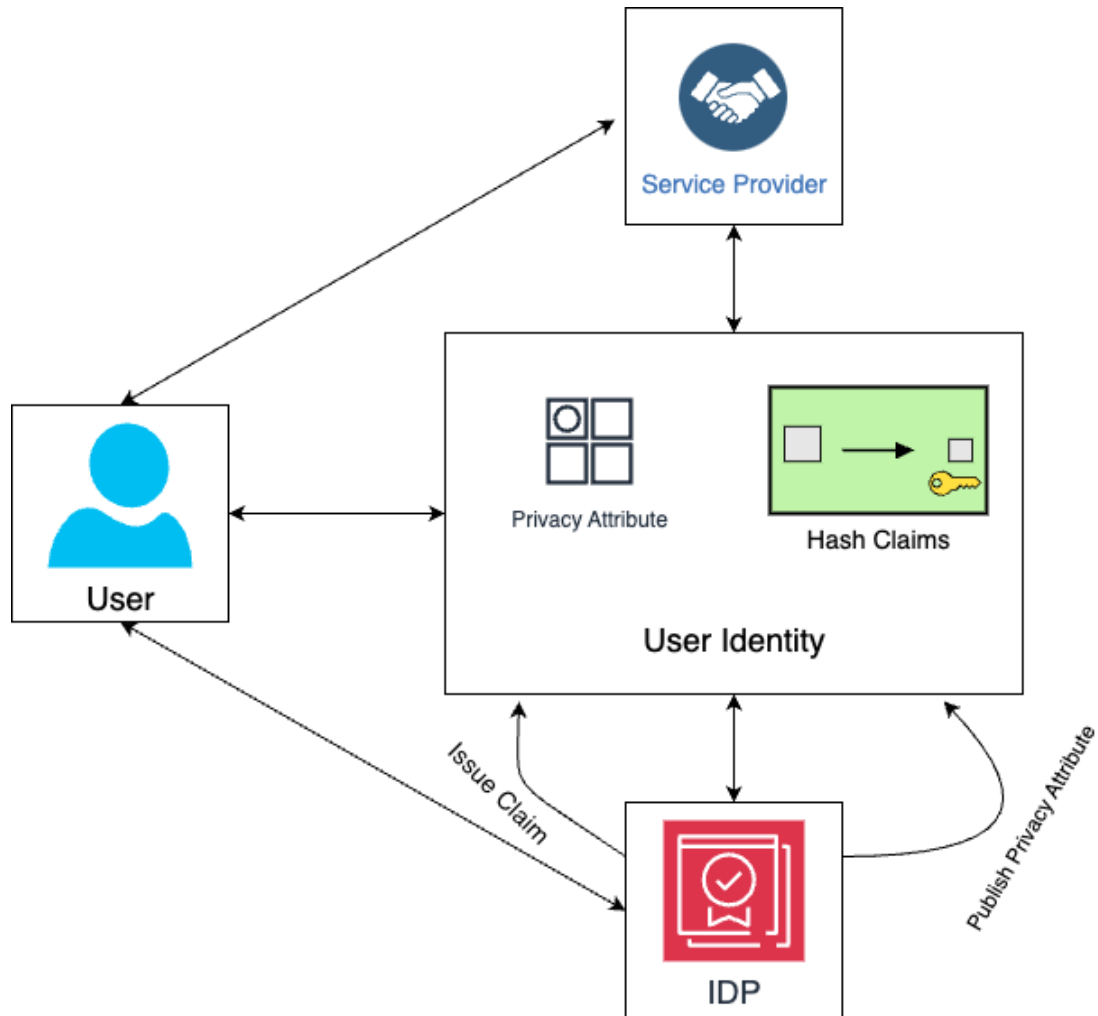 Service Provider
Privacy Attribute
Hash Claims
User
User Identity
Issue Claim
Publish Privacy Attribute
IDP